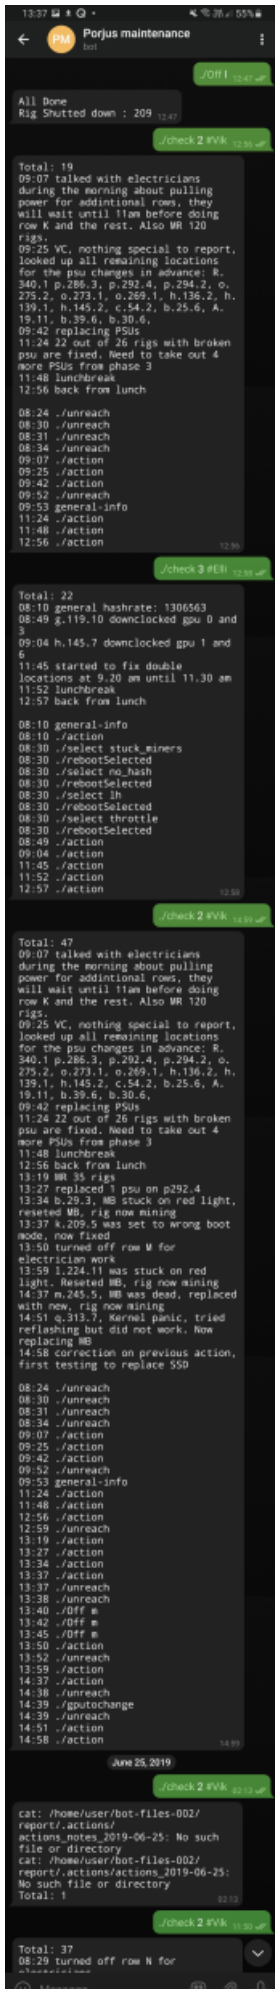 13:37
55%
PM
Porjus maintenance
bot
./Off l 12:47
All Done
Rig Shutted down : 209 12:47
./check 2 #Vik 12:56
Total: 19
09:07 talked with electricians
during the morning about pulling
power for addintional rows, they
will wait until 11am before doing
row K and the rest. Also MR 120
rigs.
09:25 VC, nothing special to report,
looked up all remaining locations
for the psu changes in advance: R.
340.1 p.286.3, p.292.4, p.294.2, o.
275.2, o.273.1, o.269.1, h.136.2, h.
139.1, h.145.2, c.54.2, b.25.6, A.
19.11, b.39.6, b.30.6,
09:42 replacing PSUs
11:24 22 out of 26 rigs with broken
psu are fixed. Need to take out 4
more PSUs from phase 3
11:48 lunchbreak
12:56 back from lunch
08:24 ./unreach
08:30 ./unreach
08:31 ./unreach
08:34 ./unreach
09:07 ./action
09:25 ./action
09:42 ./action
09:52 ./unreach
09:53 general-info
11:24 ./action
11:48 ./action
12:56 ./action
12:56
./check 3 #Elli 12:58
Total: 22
08:10 general hashrate: 1306563
08:49 g.119.10 downclocked gpu 0 and
3
09:04 h.145.7 downclocked gpu 1 and
6
11:45 started to fix double
locations at 9.20 am until 11.30 am
11:52 lunchbreak
12:57 back from lunch
08:10 general-info
08:10 ./action
08:30 ./select stuck_miners
08:30 ./rebootSelected
08:30 ./select no_hash
08:30 ./rebootSelected
08:30 ./select lh
08:30 ./rebootSelected
08:30 ./select throttle
08:30 ./rebootSelected
08:49 ./action
09:04 ./action
11:45 ./action
11:52 ./action
12:57 ./action
12:58
./check 2 #Vik 14:59
Total: 47
09:07 talked with electricians
during the morning about pulling
power for addintional rows, they
will wait until 11am before doing
row K and the rest. Also MR 120
rigs.
09:25 VC, nothing special to report,
looked up all remaining locations
for the psu changes in advance: R.
340.1 p.286.3, p.292.4, p.294.2, o.
275.2, o.273.1, o.269.1, h.136.2, h.
139.1, h.145.2, c.54.2, b.25.6, A.
19.11, b.39.6, b.30.6,
09:42 replacing PSUs
11:24 22 out of 26 rigs with broken
psu are fixed. Need to take out 4
more PSUs from phase 3
11:48 lunchbreak
12:56 back from lunch
13:19 MR 35 rigs
13:27 replaced 1 psu on p292.4
13:34 b.29.3, MB stuck on red light,
reseted MB, rig now mining
13:37 k.209.5 was set to wrong boot
mode, now fixed
13:50 turned off row M for
electrician work
13:59 l.224.11 was stuck on red
light. Reseted MB, rig now mining
14:37 m.245.5, MB was dead, replaced
with new, rig now mining
14:51 q.313.7, Kernel panic, tried
reflashing but did not work. Now
replacing MB
14:58 correction on previous action,
first testing to replace SSD
08:24 ./unreach
08:30 ./unreach
08:31 ./unreach
08:34 ./unreach
09:07 ./action
09:25 ./action
09:42 ./action
09:52 ./unreach
09:53 general-info
11:24 ./action
11:48 ./action
12:56 ./action
12:59 ./unreach
13:19 ./action
13:27 ./action
13:34 ./action
13:37 ./action
13:37 ./unreach
13:38 ./unreach
13:40 ./Off m
13:42 ./Off m
13:45 ./Off m
13:50 ./action
13:52 ./unreach
13:59 ./action
14:37 ./action
14:38 ./unreach
14:39 ./gputochange
14:39 ./unreach
14:51 ./action
14:58 ./action
14:59
June 25, 2019
./check 2 #Vik 02:13
cat: /home/user/bot-files-002/
report/.actions/
actions_notes_2019-06-25: No such
file or directory
cat: /home/user/bot-files-002/
report/.actions/actions_2019-06-25:
No such file or directory
Total: 1
02:13
./check 2 #Vik 11:50
Total: 37
08:29 turned off row N for
electricians
Message